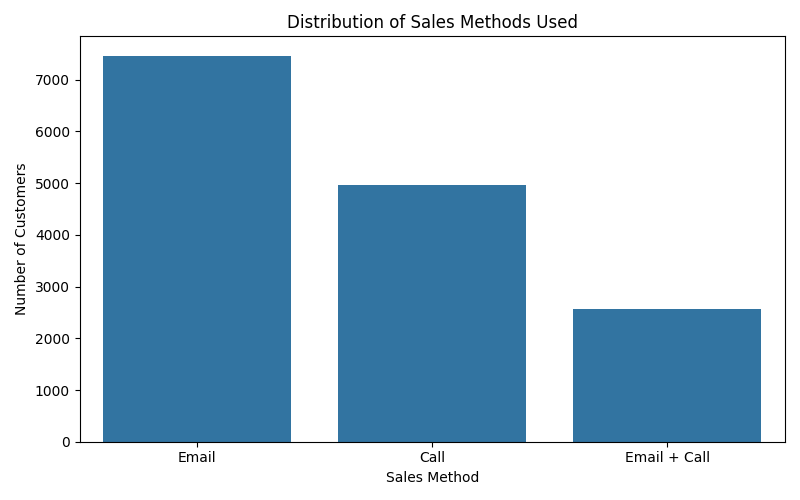 Distribution of Sales Methods Used
Number of Customers
7000
6000
5000
4000
3000
2000
1000
0
Email
Call
Email + Call
Sales Method